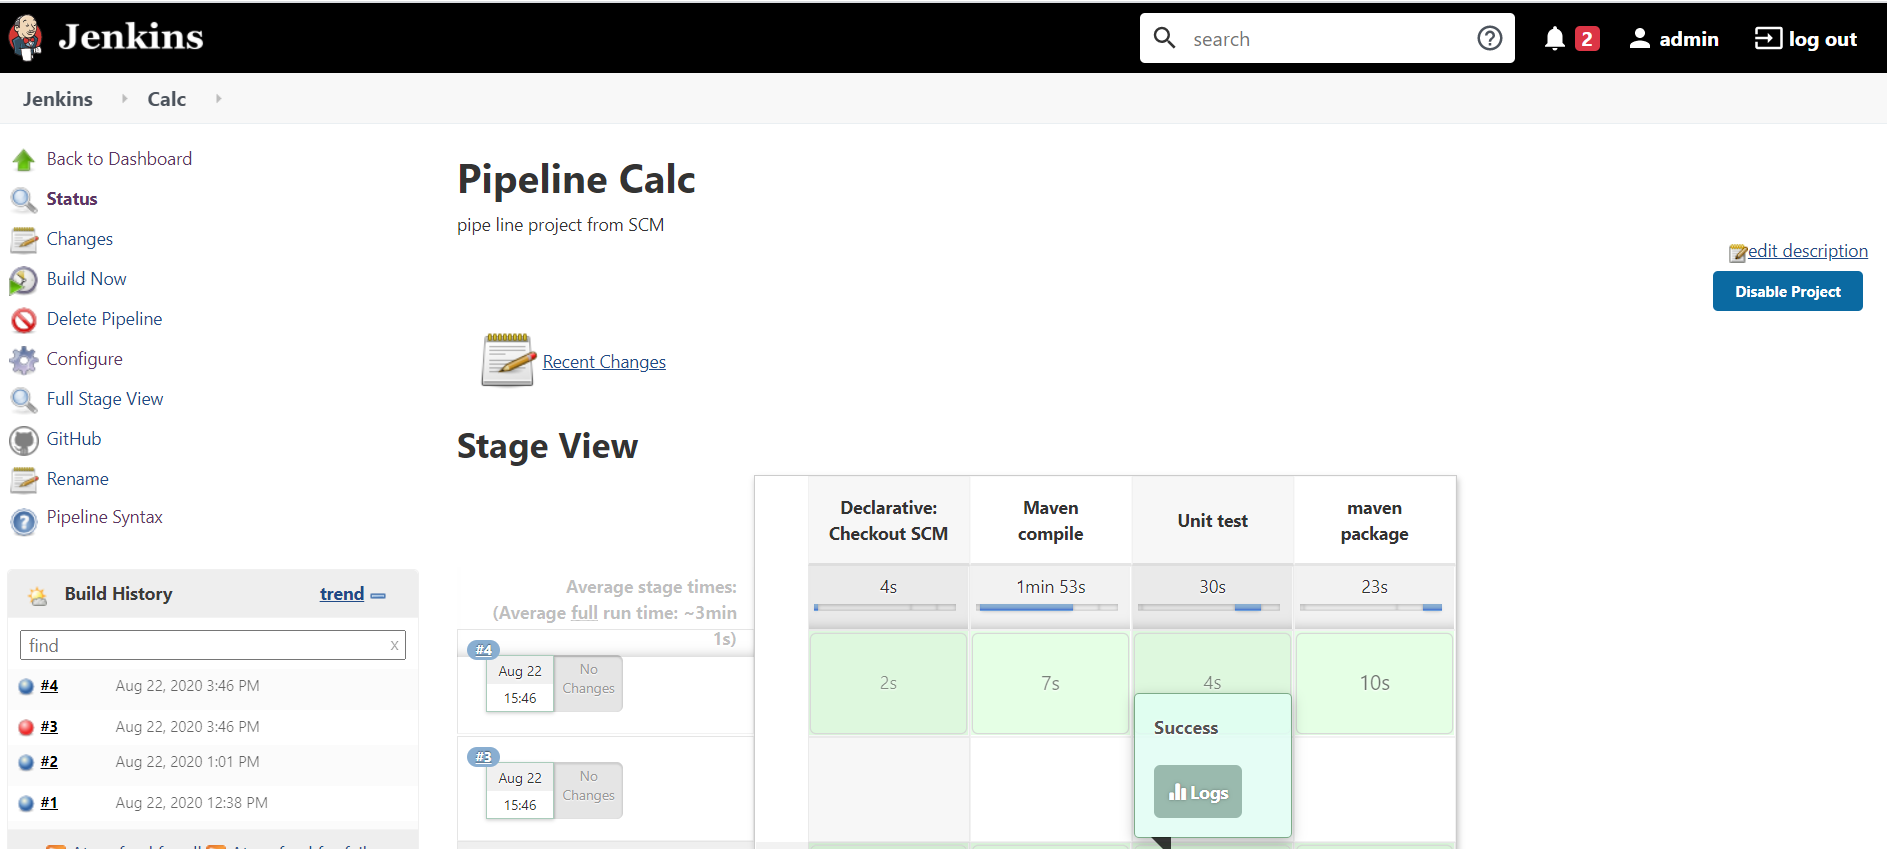 Jenkins
search
2
admin
log out
Jenkins
Calc
Back to Dashboard
Status
Changes
Build Now
Delete Pipeline
Configure
Full Stage View
GitHub
Rename
Pipeline Syntax
Build History
trend
find
x
#4
Aug 22, 2020 3:46 PM
#3
Aug 22, 2020 3:46 PM
#2
Aug 22, 2020 1:01 PM
#1
Aug 22, 2020 12:38 PM
Pipeline Calc
pipe line project from SCM
edit description
Disable Project
Recent Changes
Stage View
Declarative:
Checkout SCM
Maven
compile
Unit test
maven
package
Average stage times:
(Average full run time: ~3min
1s)
4s
1min 53s
30s
23s
#4
Aug 22
15:46
No
Changes
2s
7s
4s
10s
Success
Logs
#3
Aug 22
15:46
No
Changes